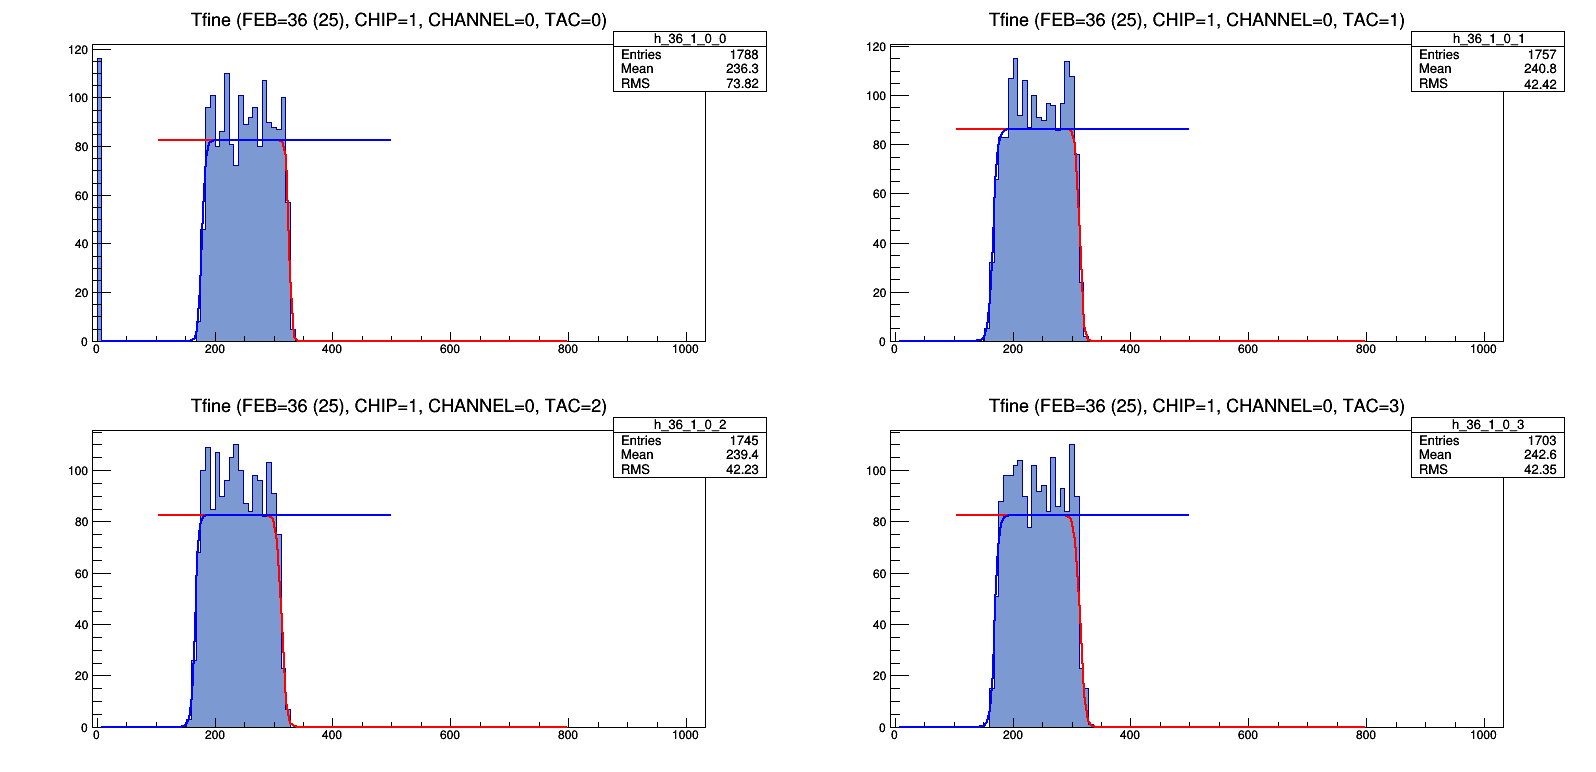 Tfine (FEB=36 (25), CHIP=1, CHANNEL=0, TAC=0)
h_36_1_0_0
Entries 1788
Mean 236.3
RMS 73.82
120
100
80
60
40
20
0
0 200 400 600 800 1000
Tfine (FEB=36 (25), CHIP=1, CHANNEL=0, TAC=1)
h_36_1_0_1
Entries 1757
Mean 240.8
RMS 42.42
120
100
80
60
40
20
0
0 200 400 600 800 1000
Tfine (FEB=36 (25), CHIP=1, CHANNEL=0, TAC=2)
h_36_1_0_2
Entries 1745
Mean 239.4
RMS 42.23
100
80
60
40
20
0
0 200 400 600 800 1000
Tfine (FEB=36 (25), CHIP=1, CHANNEL=0, TAC=3)
h_36_1_0_3
Entries 1703
Mean 242.6
RMS 42.35
100
80
60
40
20
0
0 200 400 600 800 1000